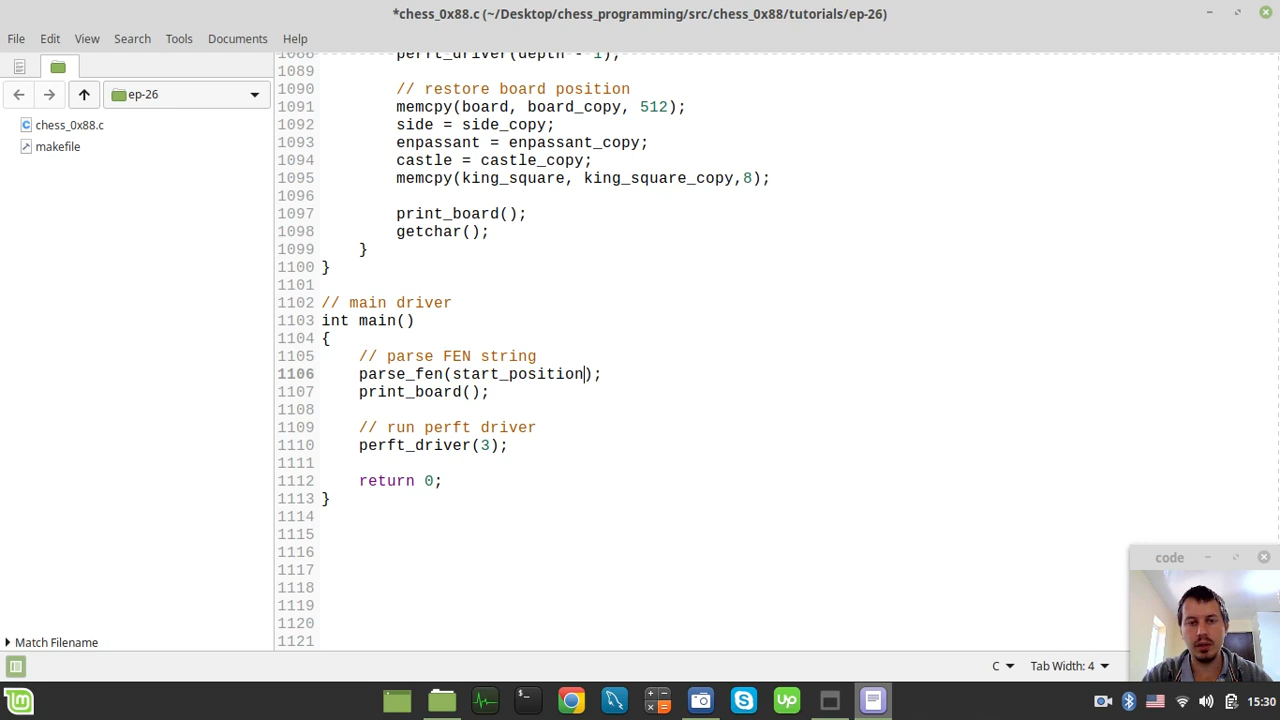 *chess_0x88.c (~/Desktop/chess_programming/src/chess_0x88/tutorials/ep-26)
File Edit View Search Tools Documents Help
ep-26
chess_0x88.c
makefile
1088 perft_driver(depth - 1);
1089
1090 // restore board position
1091 memcpy(board, board_copy, 512);
1092 side = side_copy;
1093 enpassant = enpassant_copy;
1094 castle = castle_copy;
1095 memcpy(king_square, king_square_copy,8);
1096
1097 print_board();
1098 getchar();
1099 }
1100 }
1101
1102 // main driver
1103 int main()
1104 {
1105 // parse FEN string
1106 parse_fen(start_position);
1107 print_board();
1108
1109 // run perft driver
1110 perft_driver(3);
1111
1112 return 0;
1113 }
1114
1115
1116
1117
1118
1119
1120
1121
code
Match Filename
C Tab Width: 4
15:30